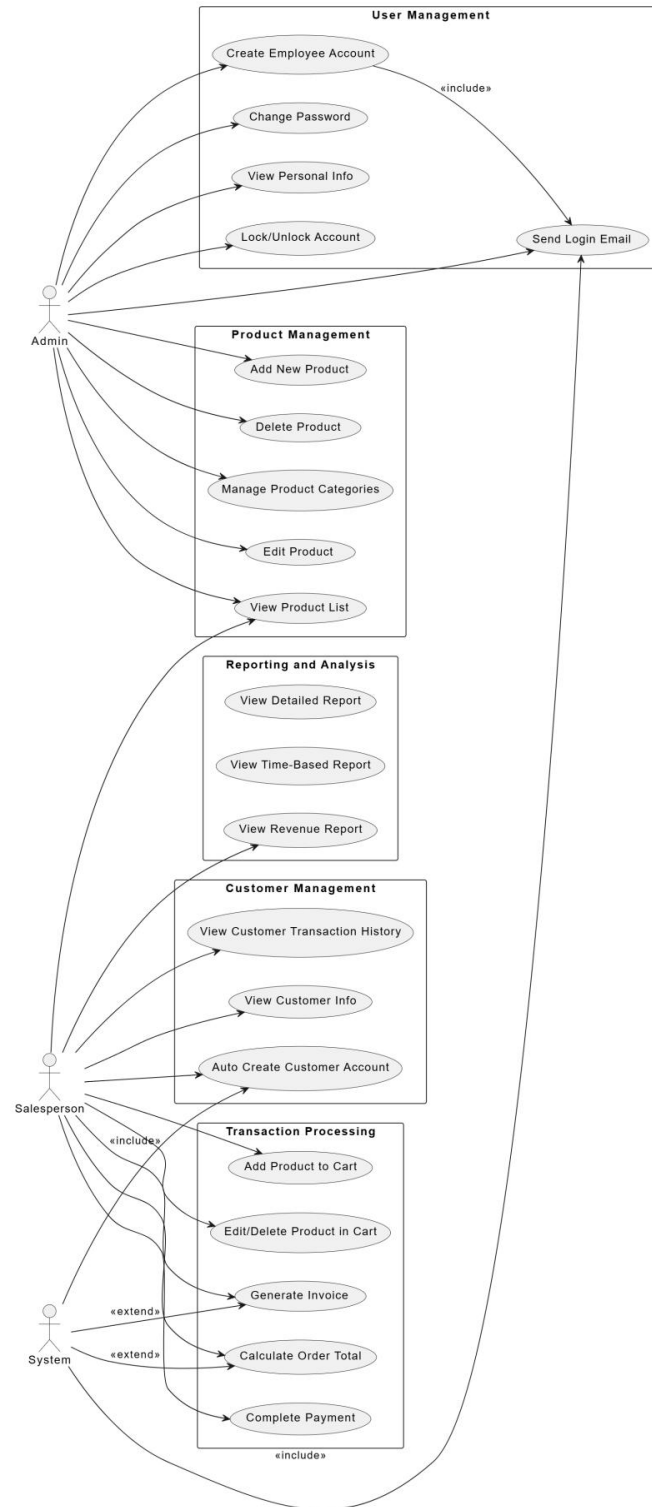 User Management
Create Employee Account
«include»
Change Password
View Personal Info
Lock/Unlock Account
Send Login Email
Admin
Product Management
Add New Product
Delete Product
Manage Product Categories
Edit Product
View Product List
Reporting and Analysis
View Detailed Report
View Time-Based Report
View Revenue Report
Customer Management
View Customer Transaction History
View Customer Info
Auto Create Customer Account
Salesperson
Transaction Processing
«include»
Add Product to Cart
Edit/Delete Product in Cart
Generate Invoice
«extend»
System
Calculate Order Total
«extend»
Complete Payment
«include»